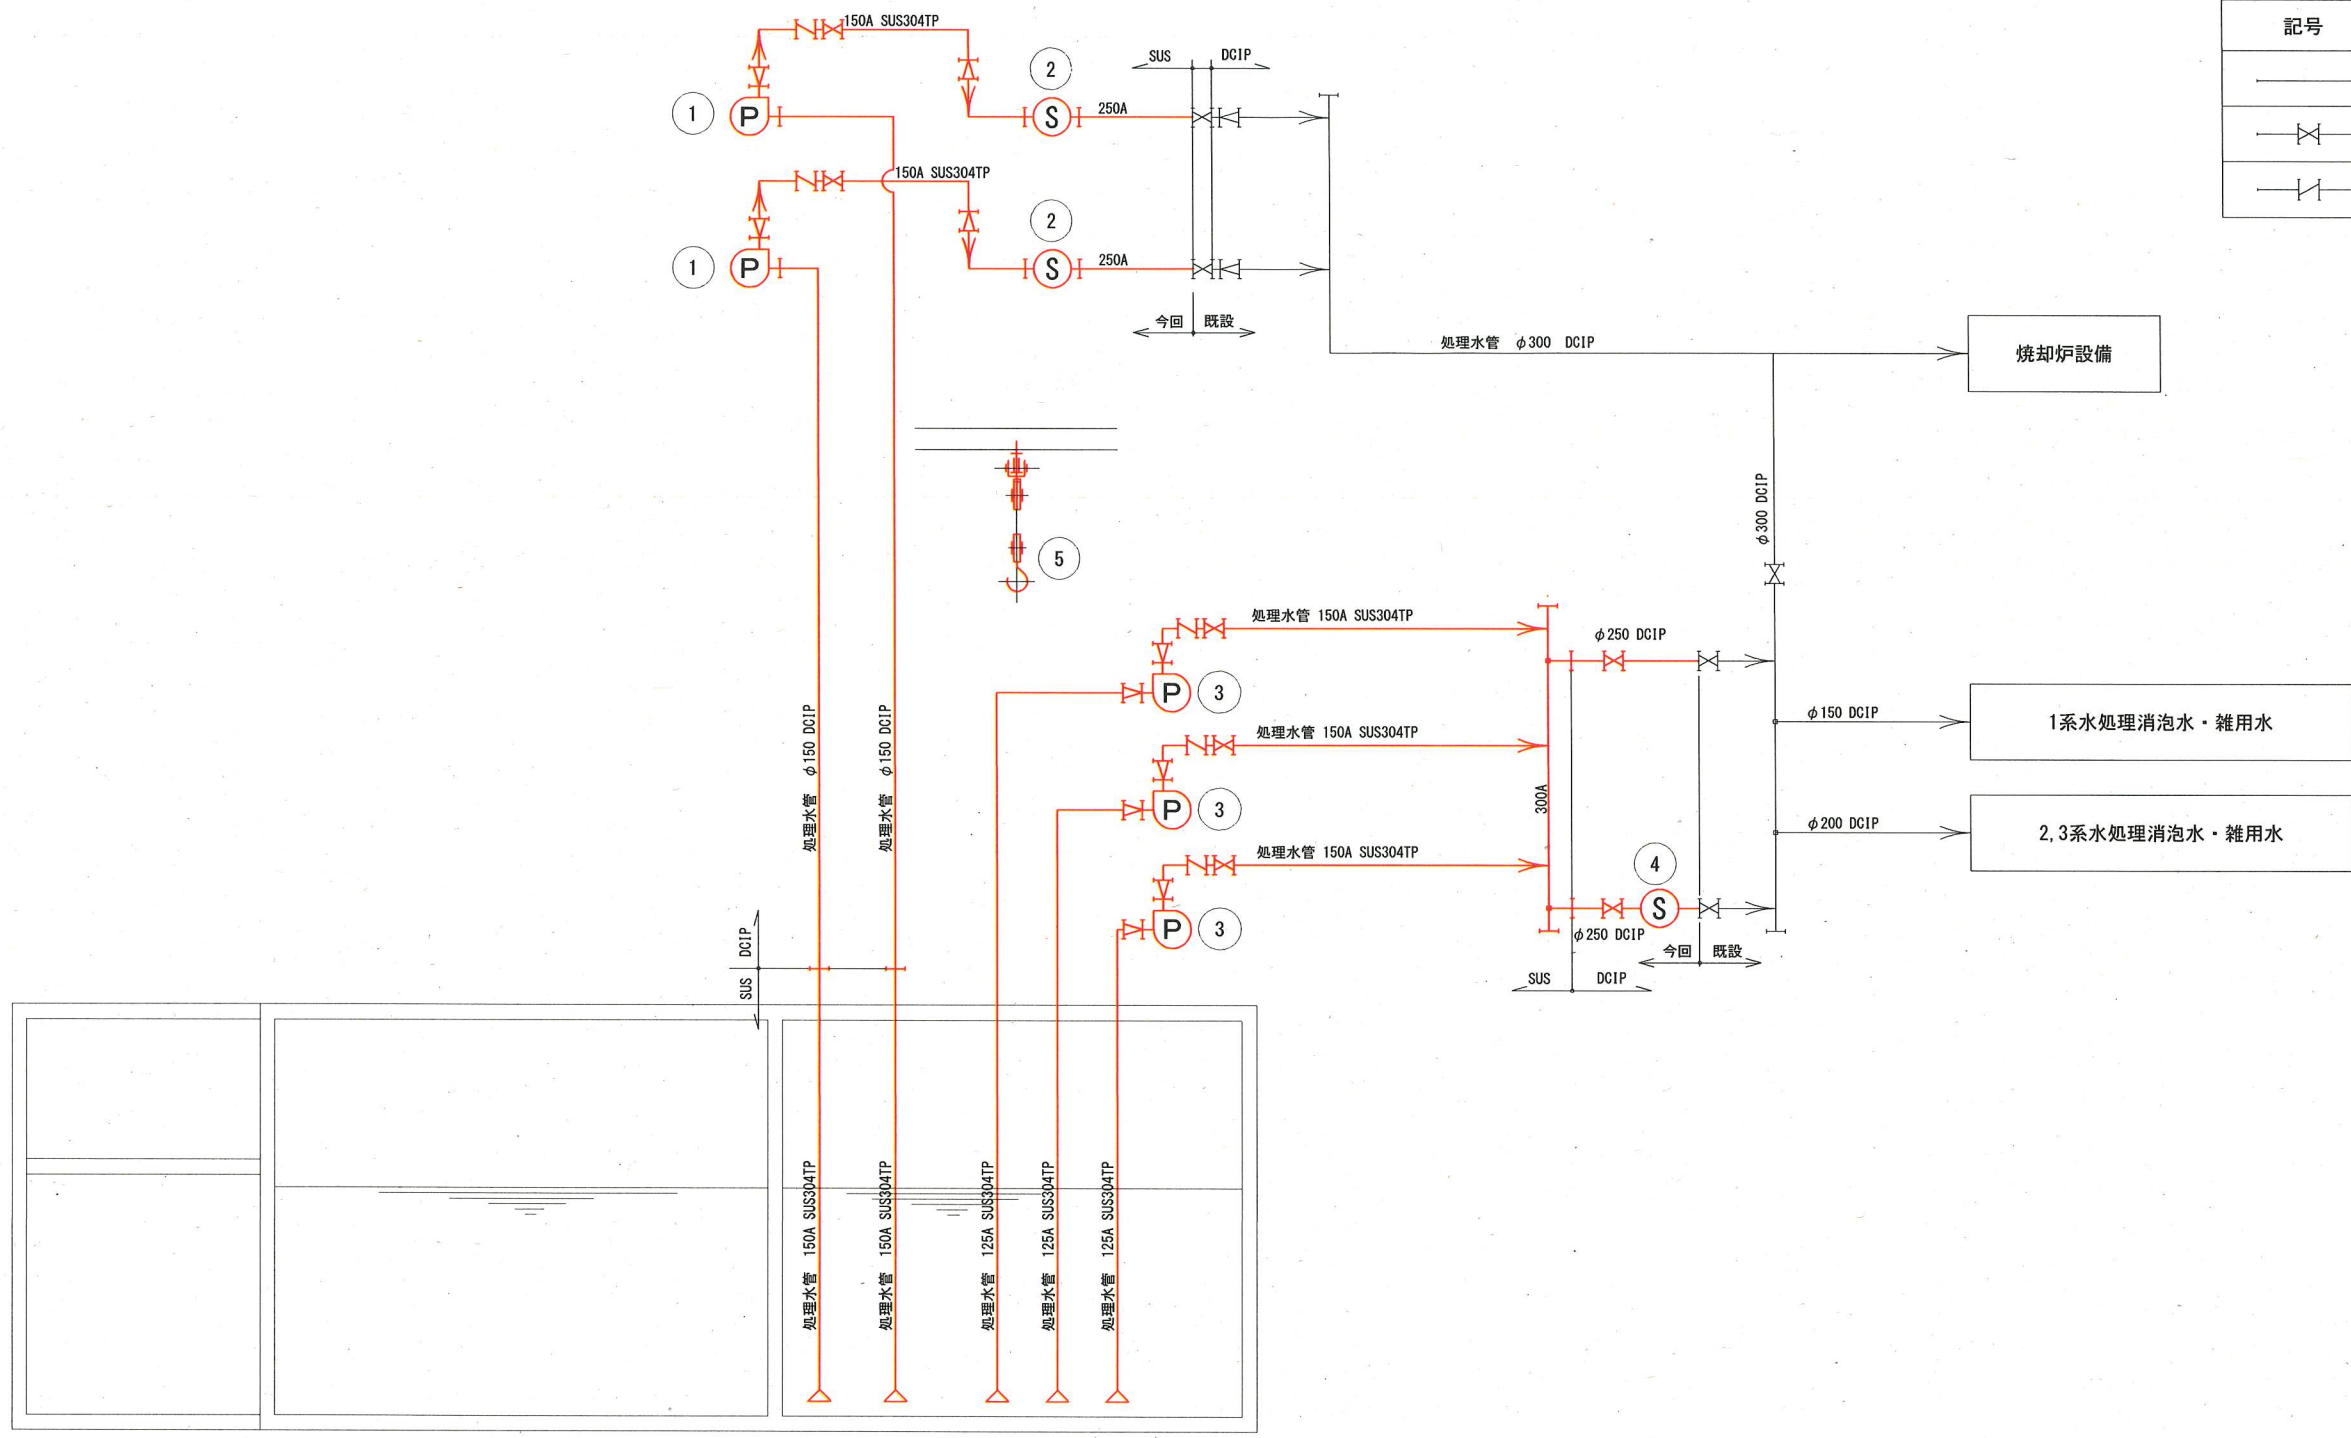 150A SUS304TP
記号
2
SUS
DCIP
1
P
S
250A
150A SUS304TP
2
1
P
S
250A
今回
既設
処理水管 φ300 DCIP
焼却炉設備
φ300 DCIP
5
処理水管 150A SUS304TP
φ250 DCIP
P
3
処理水管 φ150 DCIP
処理水管 φ150 DCIP
φ150 DCIP
1系水処理消泡水・雑用水
処理水管 150A SUS304TP
P
3
300A
φ200 DCIP
2,3系水処理消泡水・雑用水
処理水管 150A SUS304TP
4
P
3
S
φ250 DCIP
今回
既設
DCIP
SUS
SUS
DCIP
処理水管 150A SUS304TP
処理水管 150A SUS304TP
処理水管 125A SUS304TP
処理水管 125A SUS304TP
処理水管 125A SUS304TP